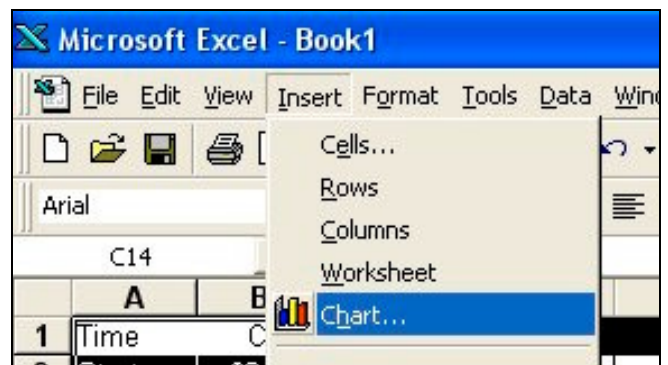 Microsoft Excel - Book1
File Edit View Insert Format Tools Data
Cells...
Rows
Arial
Columns
C14
Worksheet
A
Chart...
1 Time